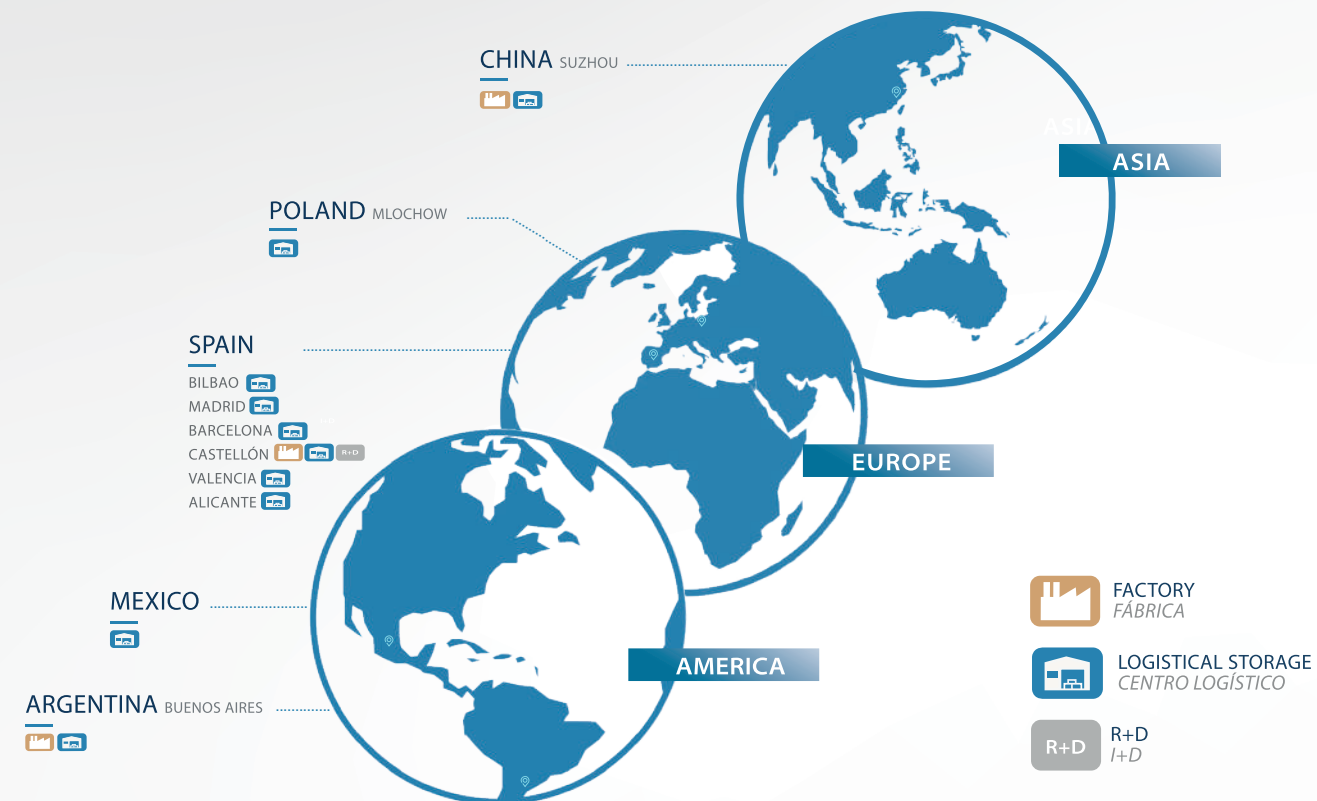 CHINA SUZHOU
ASIA
ASIA
POLAND MLOCHOW
SPAIN
BILBAO
MADRID
BARCELONA
CASTELLÓN R+D
VALENCIA
ALICANTE
EUROPE
MEXICO
AMERICA
ARGENTINA BUENOS AIRES
FACTORY
FÁBRICA
LOGISTICAL STORAGE
CENTRO LOGÍSTICO
R+D R+D
I+D